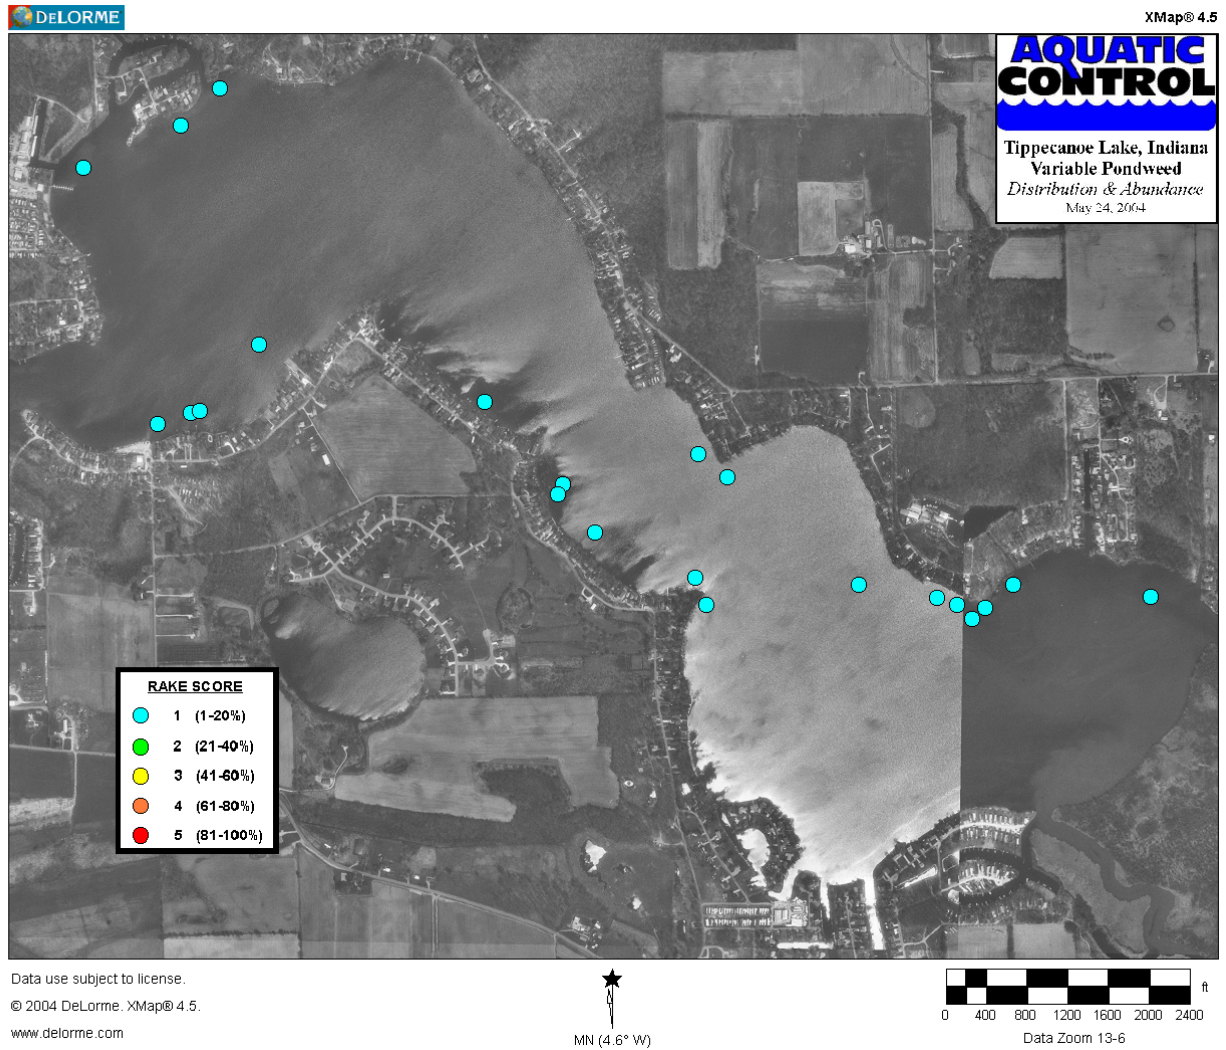 DELORME
XMap® 4.5
AQUATIC
CONTROL
Tippecanoe Lake, Indiana
Variable Pondweed
Distribution & Abundance
May 24, 2004
RAKE SCORE
1 (1-20%)
2 (21-40%)
3 (41-60%)
4 (61-80%)
5 (81-100%)
Data use subject to license.
© 2004 DeLorme. XMap® 4.5.
www.delorme.com
MN (4.6° W)
ft
0 400 800 1200 1600 2000 2400
Data Zoom 13-6